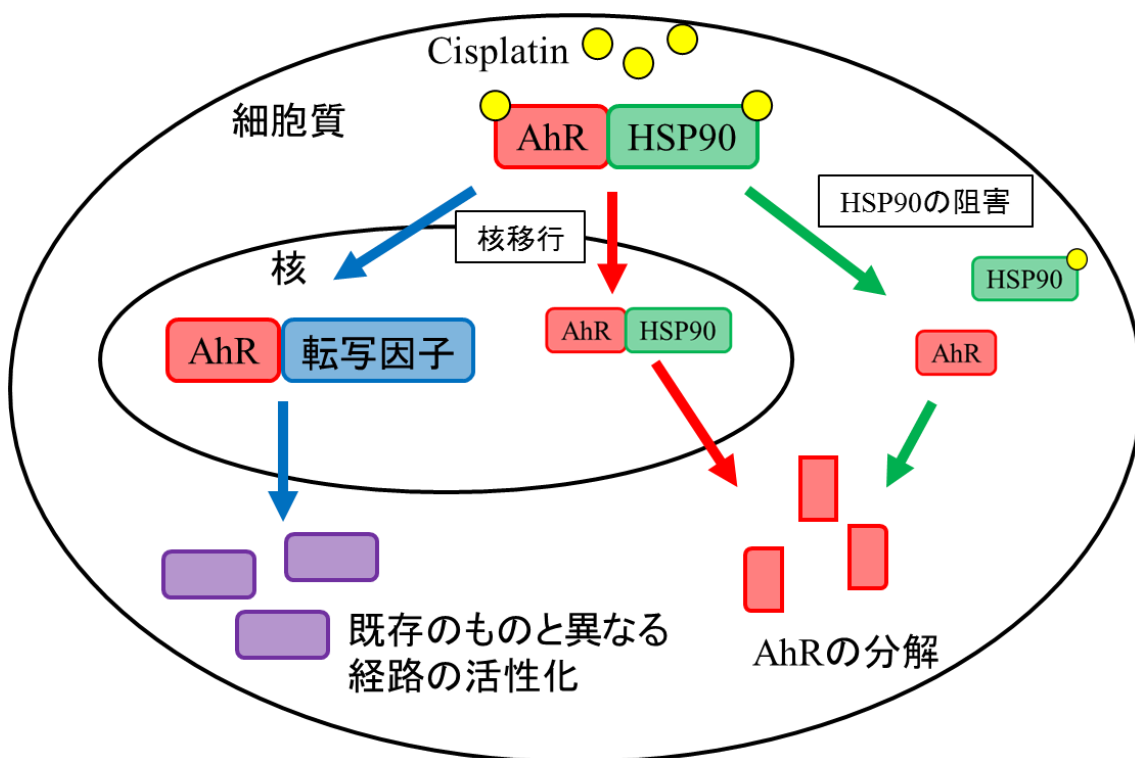 Cisplatin
細胞質
AhR HSP90
HSP90の阻害
核移行
核
HSP90
AhR HSP90
AhR 転写因子
AhR
既存のものと異なる
経路の活性化
AhRの分解